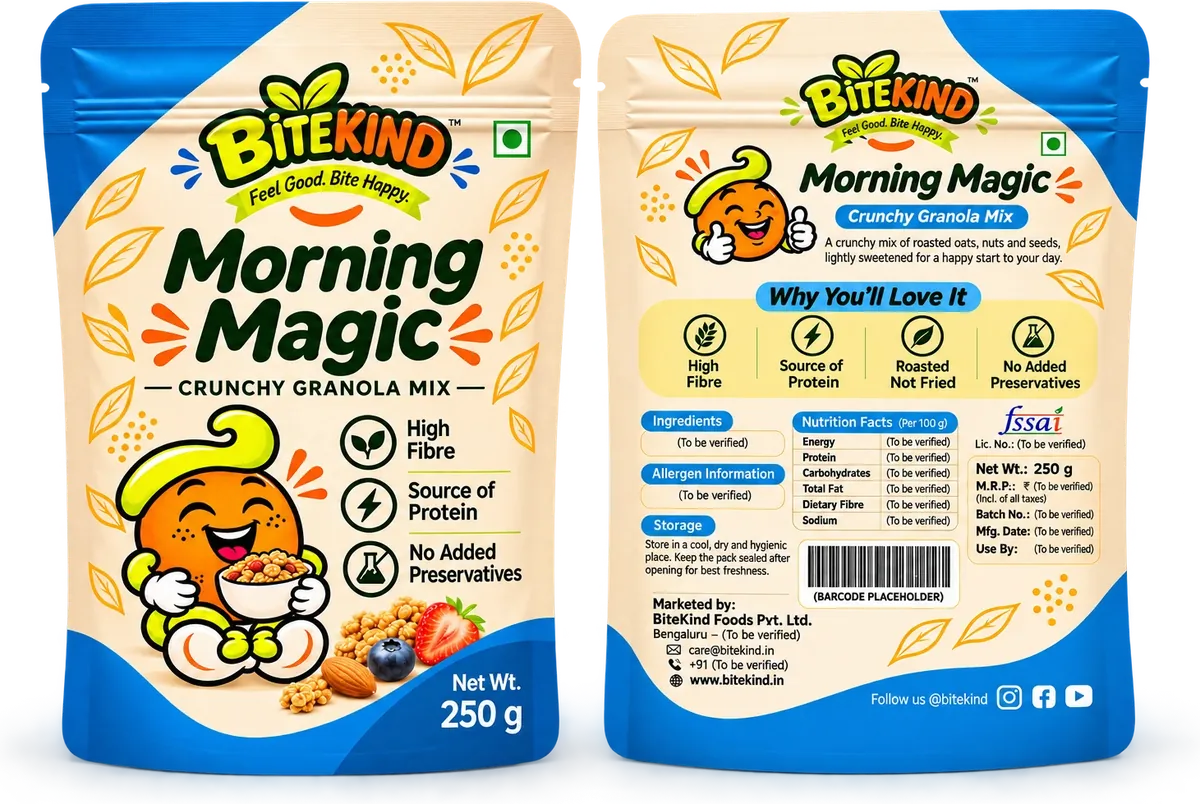 BiTEKIND™
Feel Good. Bite Happy.
Morning
Magic
CRUNCHY GRANOLA MIX
High
Fibre
Source of
Protein
No Added
Preservatives
Net Wt.
250 g
BiTEKIND™
Feel Good. Bite Happy.
Morning Magic
Crunchy Granola Mix
A crunchy mix of roasted oats, nuts and seeds,
lightly sweetened for a happy start to your day.
Why You'll Love It
High
Fibre
Source of
Protein
Roasted
Not Fried
No Added
Preservatives
Ingredients
(To be verified)
Allergen Information
(To be verified)
Storage
Store in a cool, dry and hygienic
place. Keep the pack sealed after
opening for best freshness.
Nutrition Facts (Per 100 g)
Energy (To be verified)
Protein (To be verified)
Carbohydrates (To be verified)
Total Fat (To be verified)
Dietary Fibre (To be verified)
Sodium (To be verified)
(BARCODE PLACEHOLDER)
fssai
Lic. No.: (To be verified)
Net Wt.: 250 g
M.R.P.: ₹ (To be verified)
(Incl. of all taxes)
Batch No.: (To be verified)
Mfg. Date: (To be verified)
Use By: (To be verified)
Marketed by:
BiteKind Foods Pvt. Ltd.
Bengaluru – (To be verified)
care@bitekind.in
+91 (To be verified)
www.bitekind.in
Follow us @bitekind